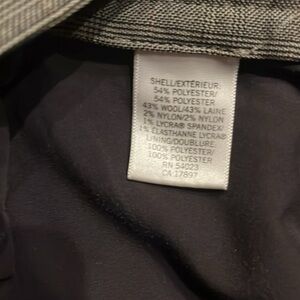 SHELL/EXTÉRIEUR:
54% POLYESTER/
54% POLYESTER
43% WOOL/43% LAINE
2% NYLON/2% NYLON
1% LYCRA® SPANDEX/
1% ELASTHANNE LYCRA®
LINING/DOUBLURE:
100% POLYESTER/
100% POLYESTER
RN 54023
CA 17897